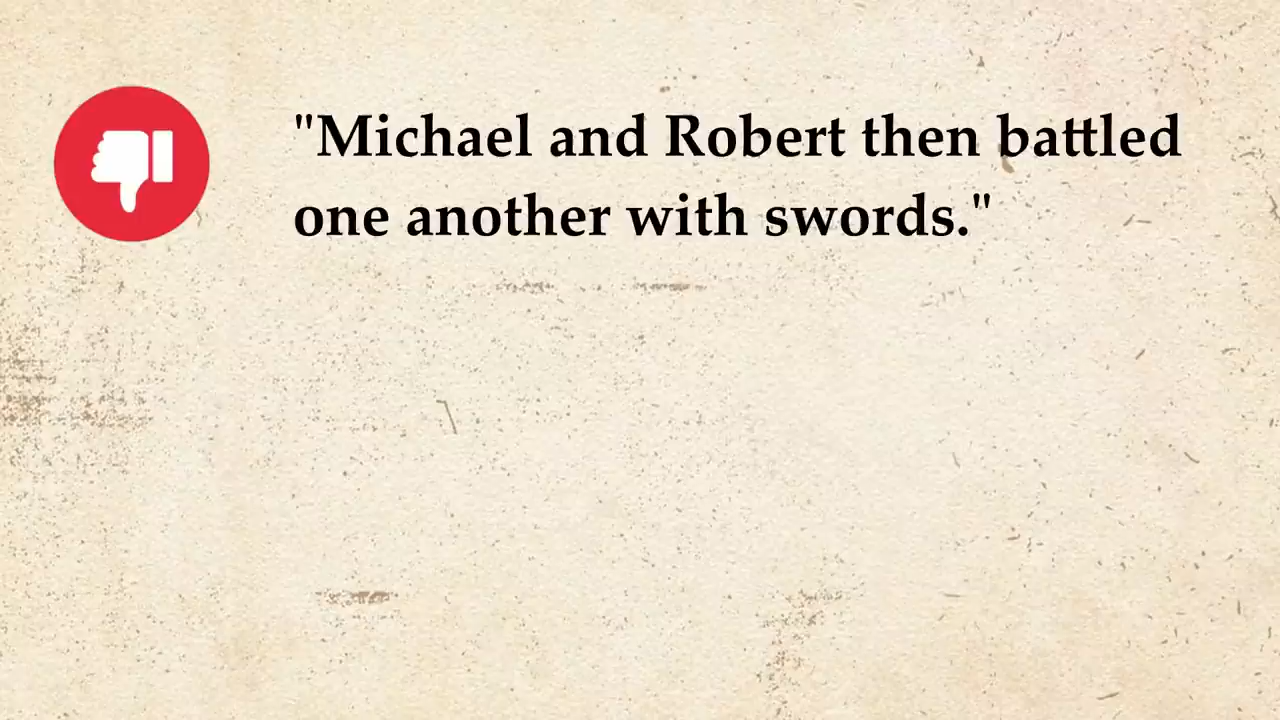 "Michael and Robert then battled
one another with swords."